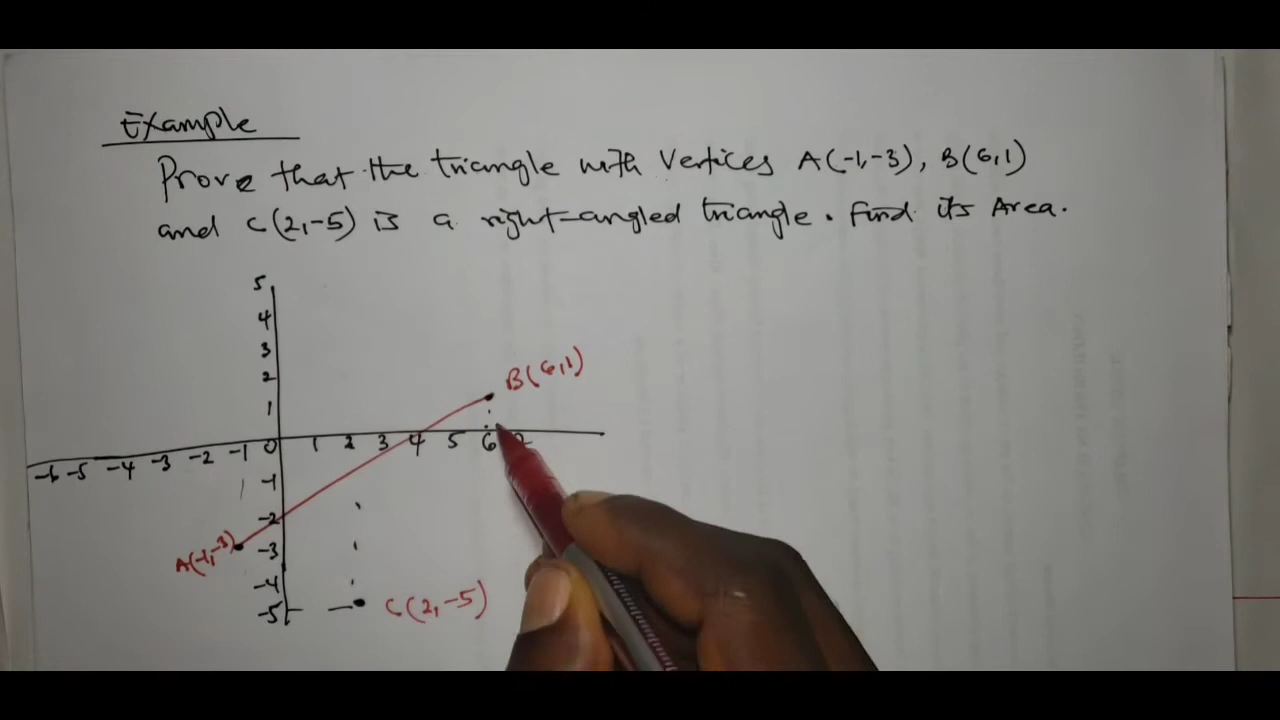 Example
Prove that the triangle with Vertices A(-1,-3), B(6,1)
and C(2,-5) is a right-angled triangle. Find its Area.
5
4
3
2
1
B(6,1)
-6 -5 -4 -3 -2 -1 0 1 2 3 4 5 6
-1
-2
A(-1,-3)
-3
-4
-5
C(2,-5)